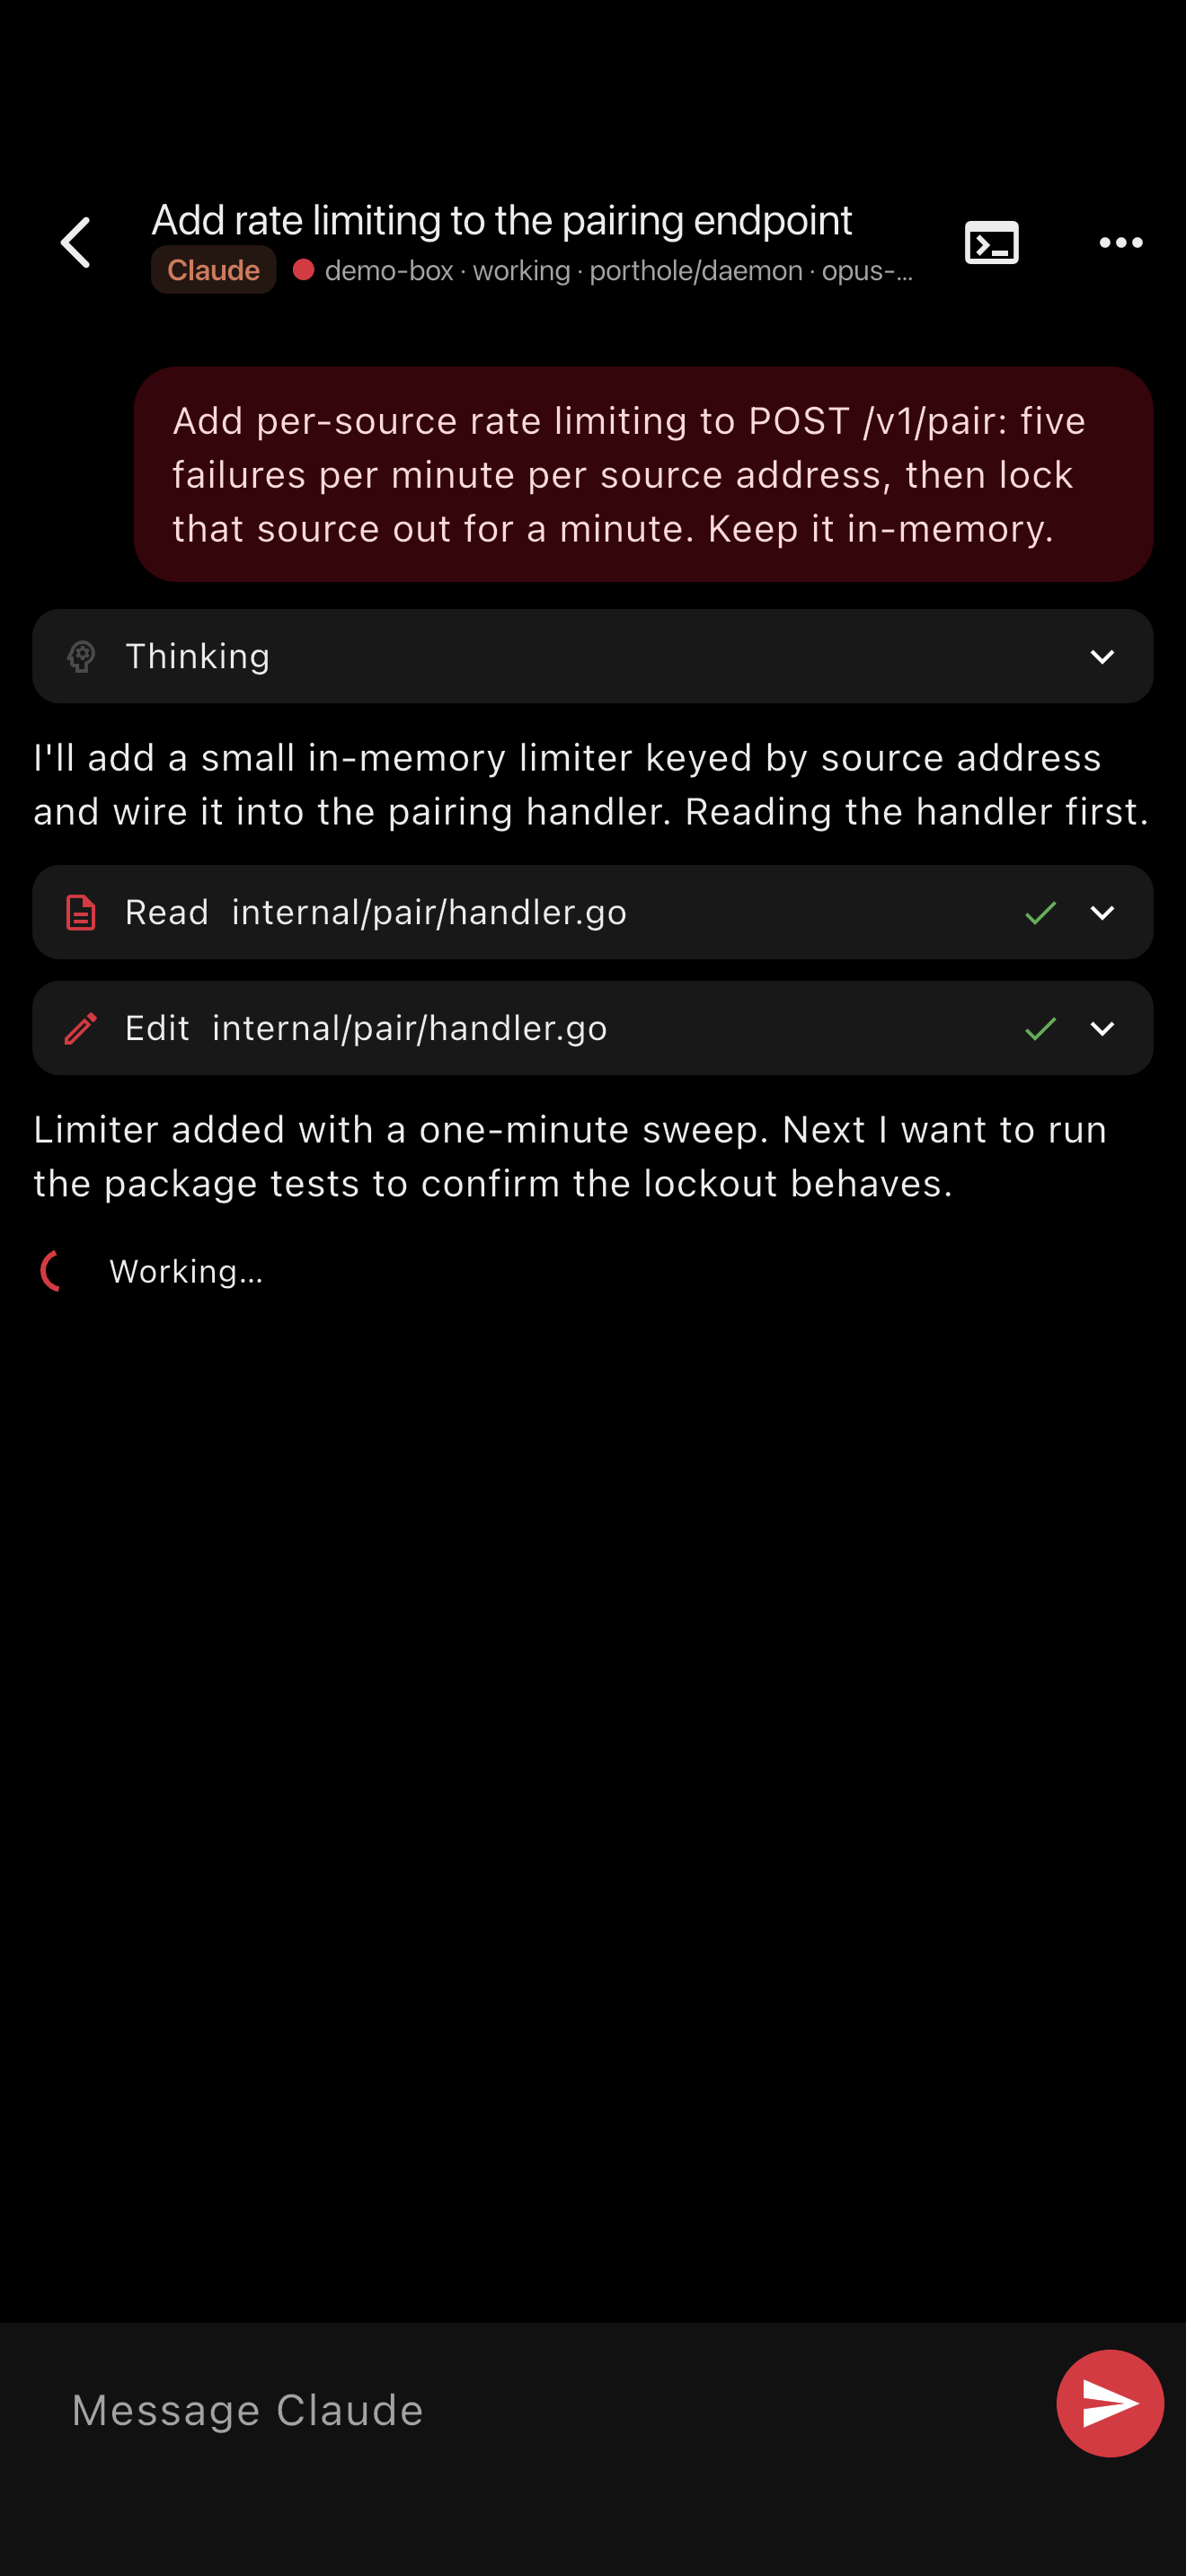 Add rate limiting to the pairing endpoint
Claude demo-box · working · porthole/daemon · opus-...
Add per-source rate limiting to POST /v1/pair: five
failures per minute per source address, then lock
that source out for a minute. Keep it in-memory.
Thinking
I'll add a small in-memory limiter keyed by source address
and wire it into the pairing handler. Reading the handler first.
Read internal/pair/handler.go
Edit internal/pair/handler.go
Limiter added with a one-minute sweep. Next I want to run
the package tests to confirm the lockout behaves.
Working...
Message Claude